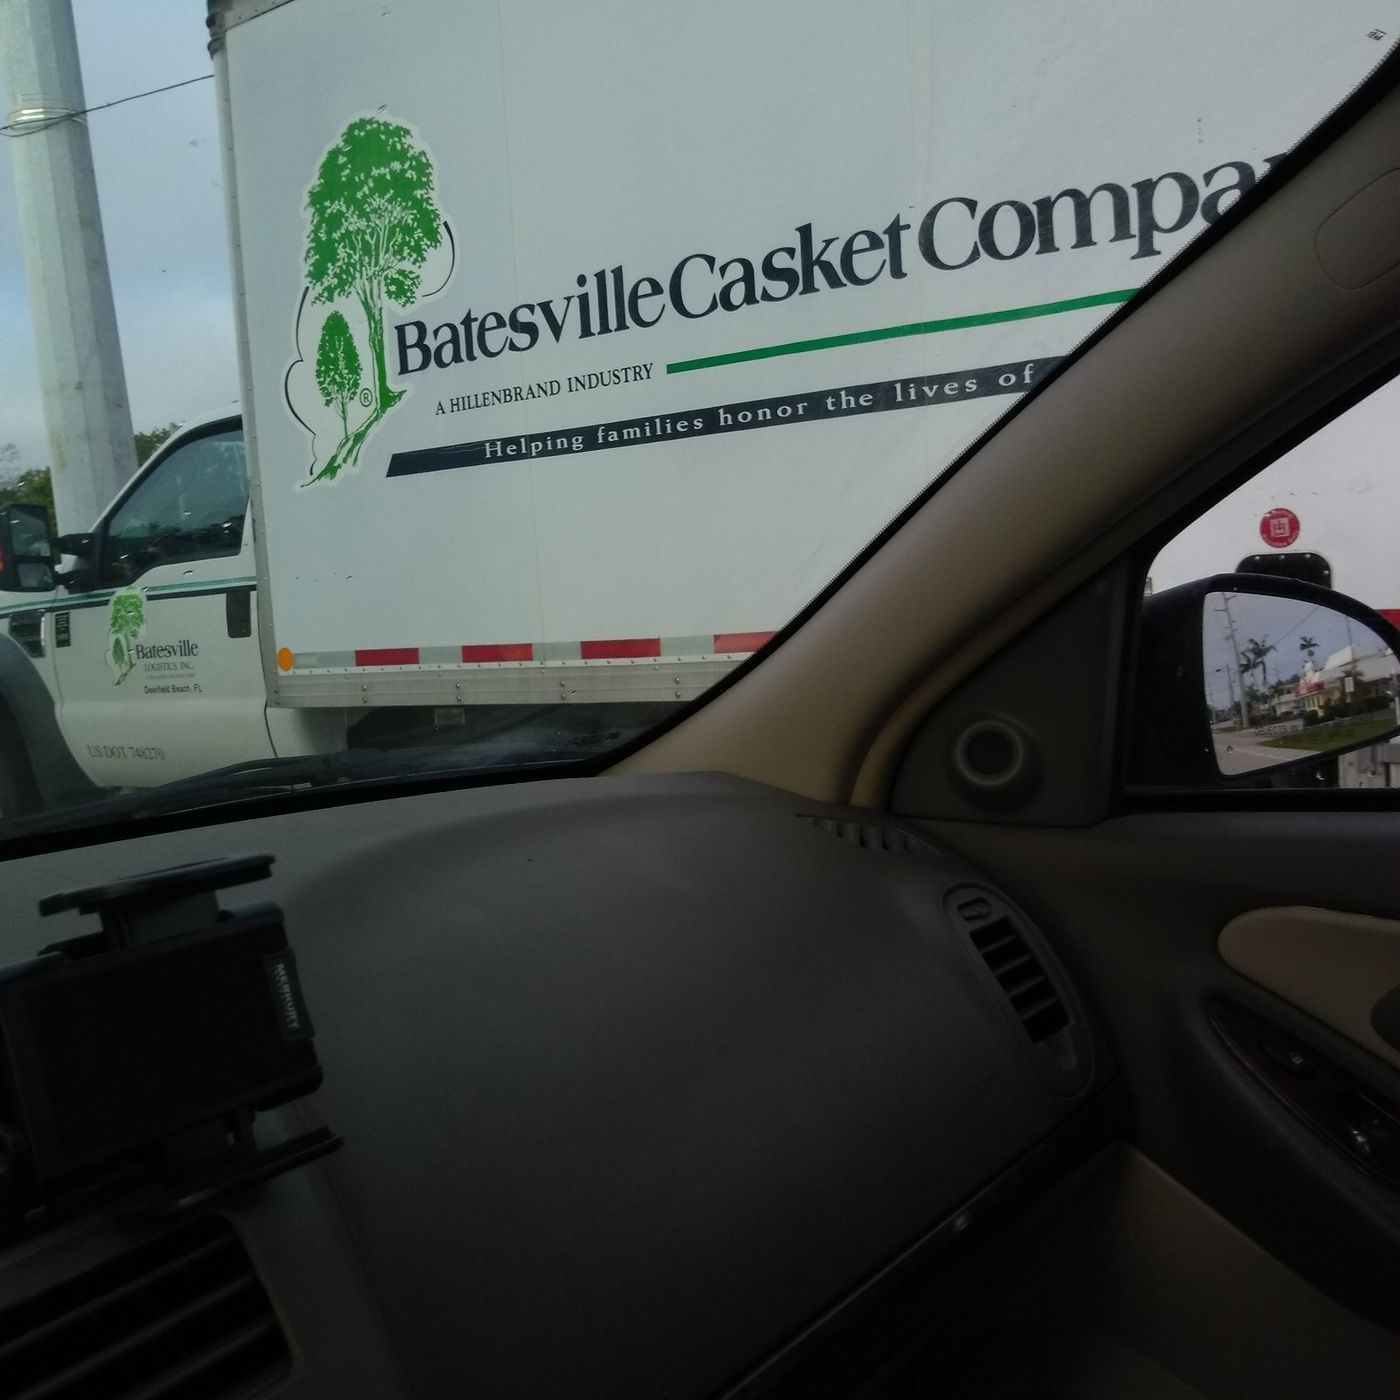 Batesville Casket Compa
®
A HILLENBRAND INDUSTRY
Helping families honor the lives of
Batesville
LOGISTICS, INC.
Deerfield Beach, FL
US DOT 748270
MERKURY